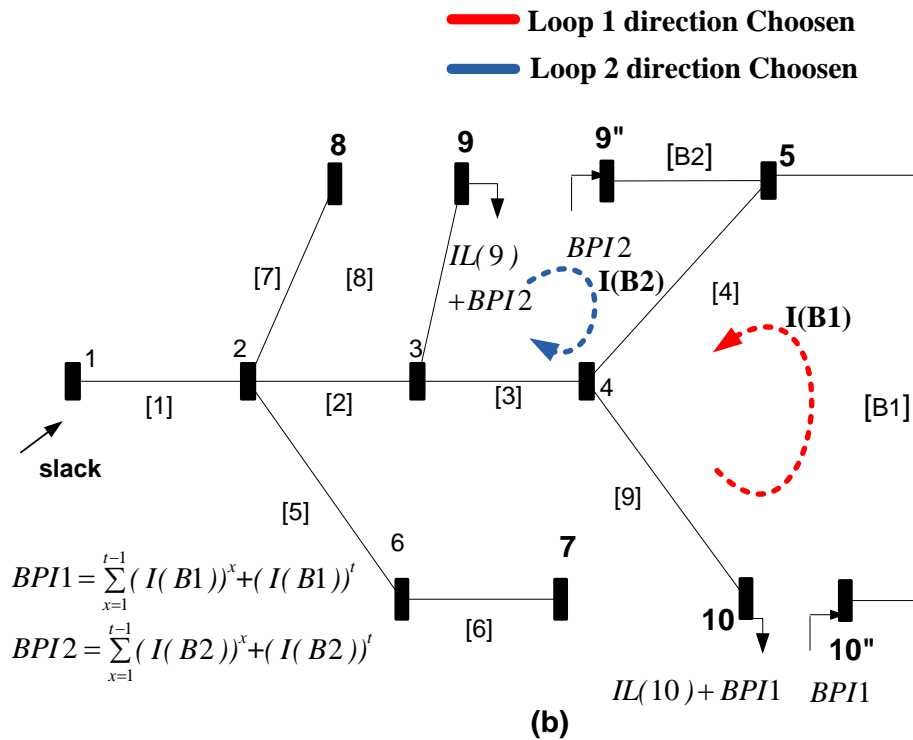 Loop 1 direction Choosen
Loop 2 direction Choosen
8
9
9"
[B2]
5
IL(9)
+BPI2
BPI2
I(B2)
[7]
[8]
[4]
I(B1)
1
2
3
4
[1]
[2]
[3]
[B1]
slack
[5]
[9]
6
7
BPI1=∑_{x=1}^{t-1}(I(B1))^x+(I(B1))^t
[6]
10
10"
BPI2=∑_{x=1}^{t-1}(I(B2))^x+(I(B2))^t
IL(10)+BPI1
BPI1
(b)